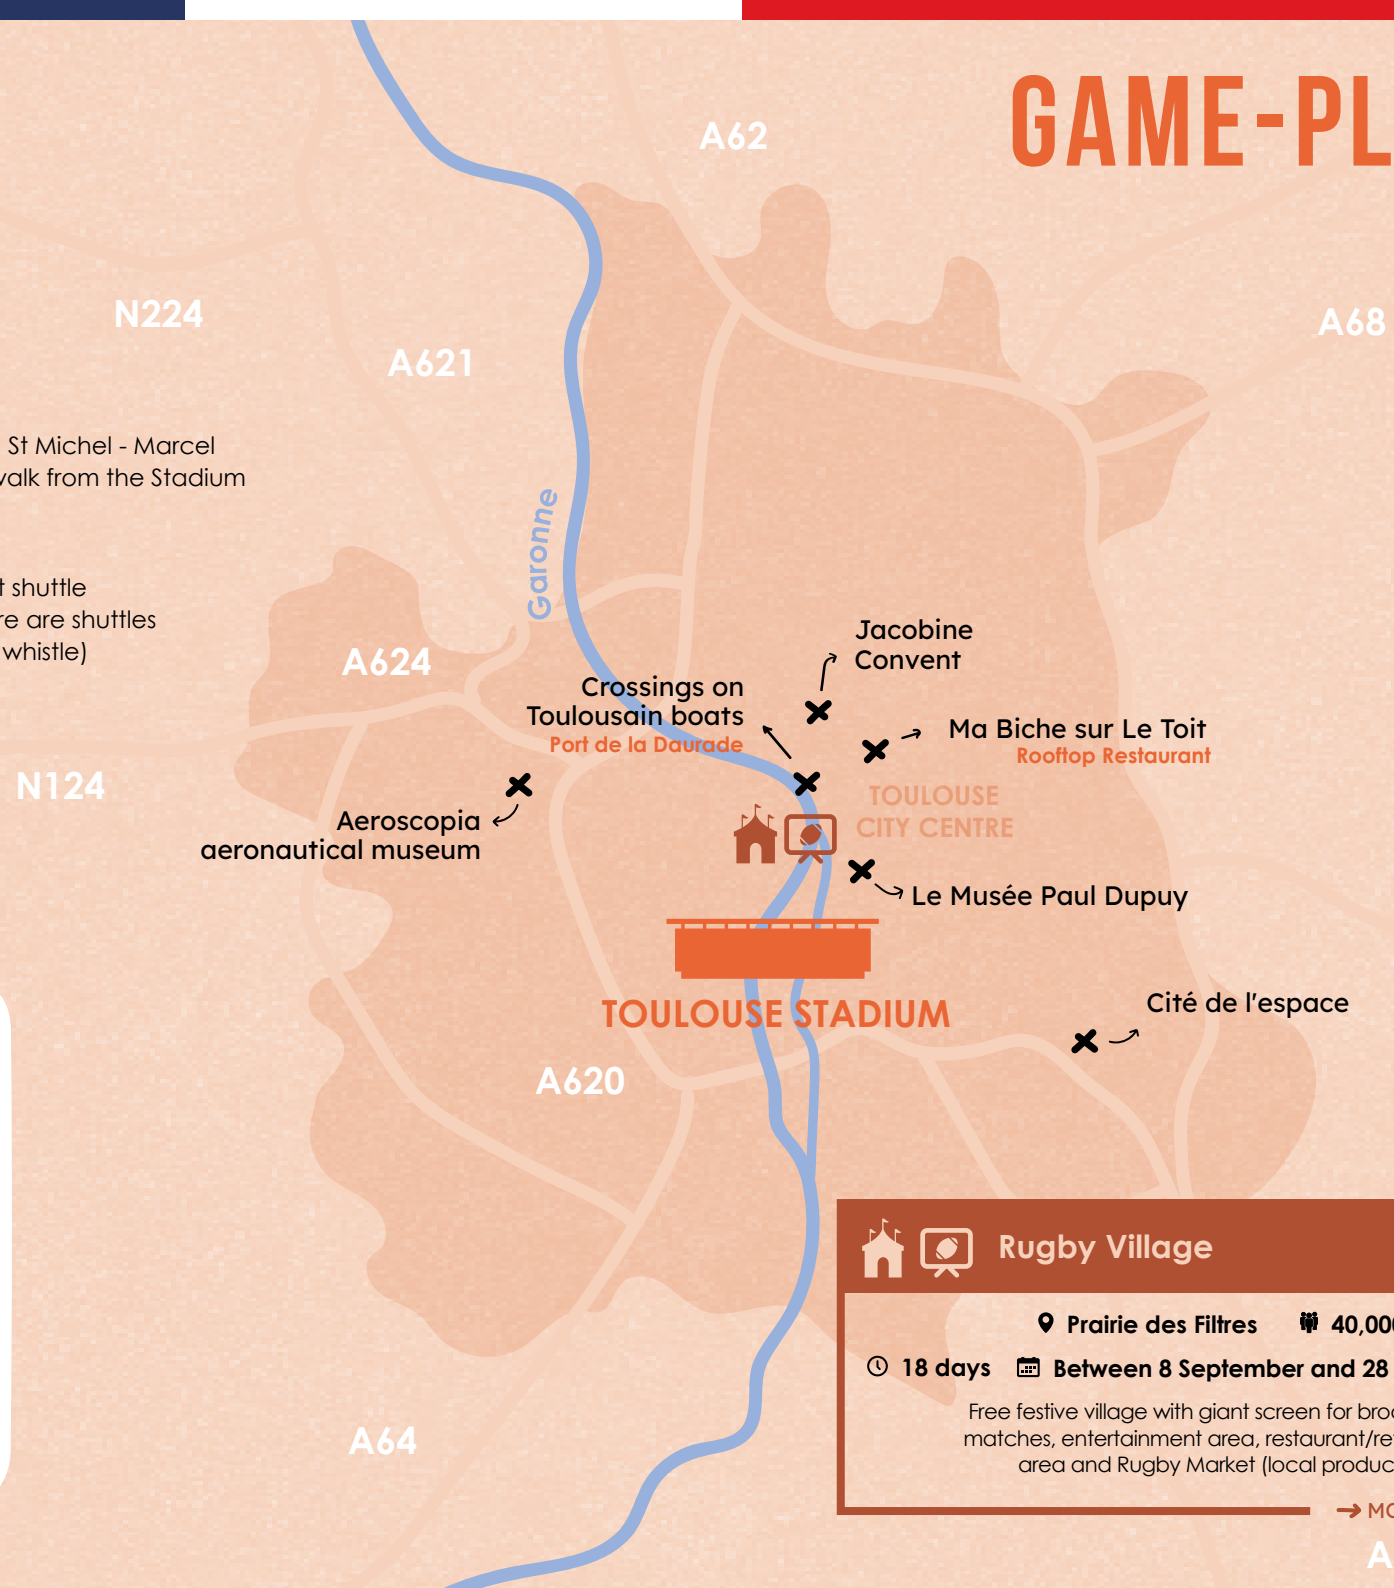 GAME-PL
A62
N224
A621
A68
St Michel - Marcel
walk from the Stadium
Garonne
t shuttle
re are shuttles
whistle)
A624
Jacobine
Convent
Crossings on
Toulousain boats
Port de la Daurade
Ma Biche sur Le Toit
Rooftop Restaurant
N124
TOULOUSE
CITY CENTRE
Aeroscopia
aeronautical museum
Le Musée Paul Dupuy
TOULOUSE STADIUM
Cité de l'espace
A620
Rugby Village
Prairie des Filtres 40,000
18 days Between 8 September and 28
Free festive village with giant screen for broa
matches, entertainment area, restaurant/re
area and Rugby Market (local produc
A64
MO
A